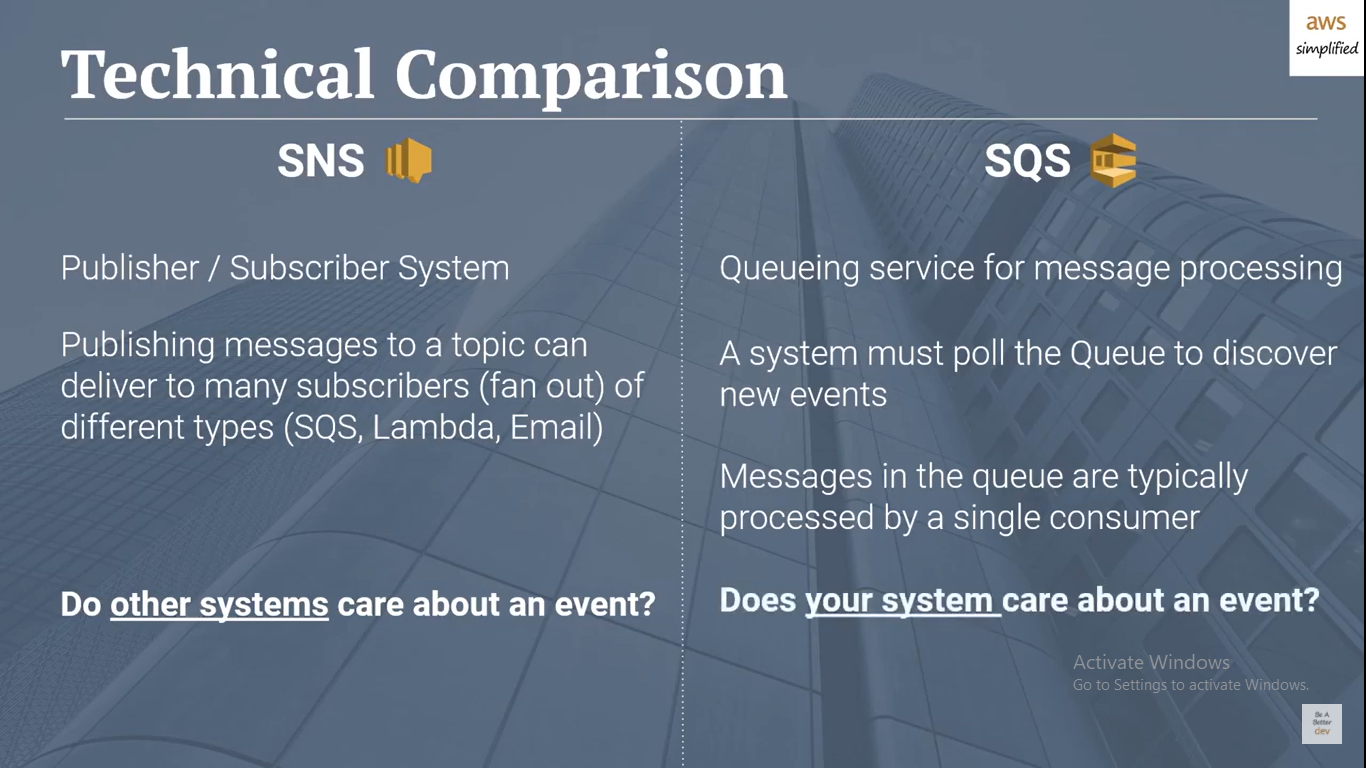 aws
simplified
Technical Comparison
SNS
Publisher / Subscriber System
Publishing messages to a topic can
deliver to many subscribers (fan out) of
different types (SQS, Lambda, Email)
Do other systems care about an event?
SQS
Queueing service for message processing
A system must poll the Queue to discover
new events
Messages in the queue are typically
processed by a single consumer
Does your system care about an event?
Activate Windows
Go to Settings to activate Windows.
Be A
Better
dev